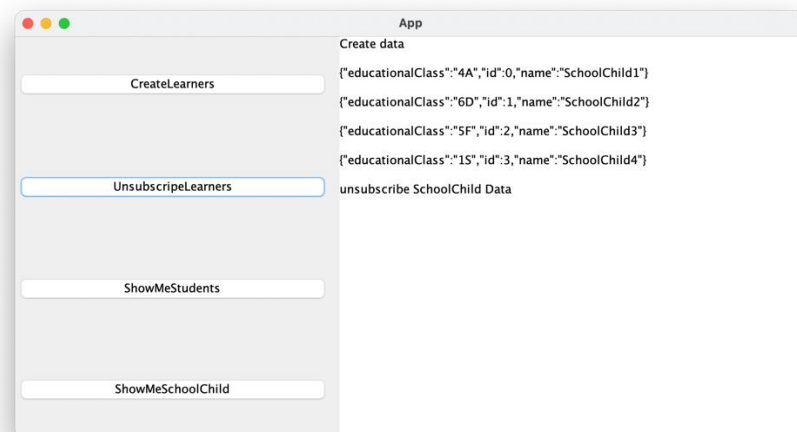 App
CreateLearners
UnsubscripeLearners
ShowMeStudents
ShowMeSchoolChild
Create data
{"educationalClass":"4A","id":0,"name":"SchoolChild1"}
{"educationalClass":"6D","id":1,"name":"SchoolChild2"}
{"educationalClass":"5F","id":2,"name":"SchoolChild3"}
{"educationalClass":"1S","id":3,"name":"SchoolChild4"}
unsubscribe SchoolChild Data